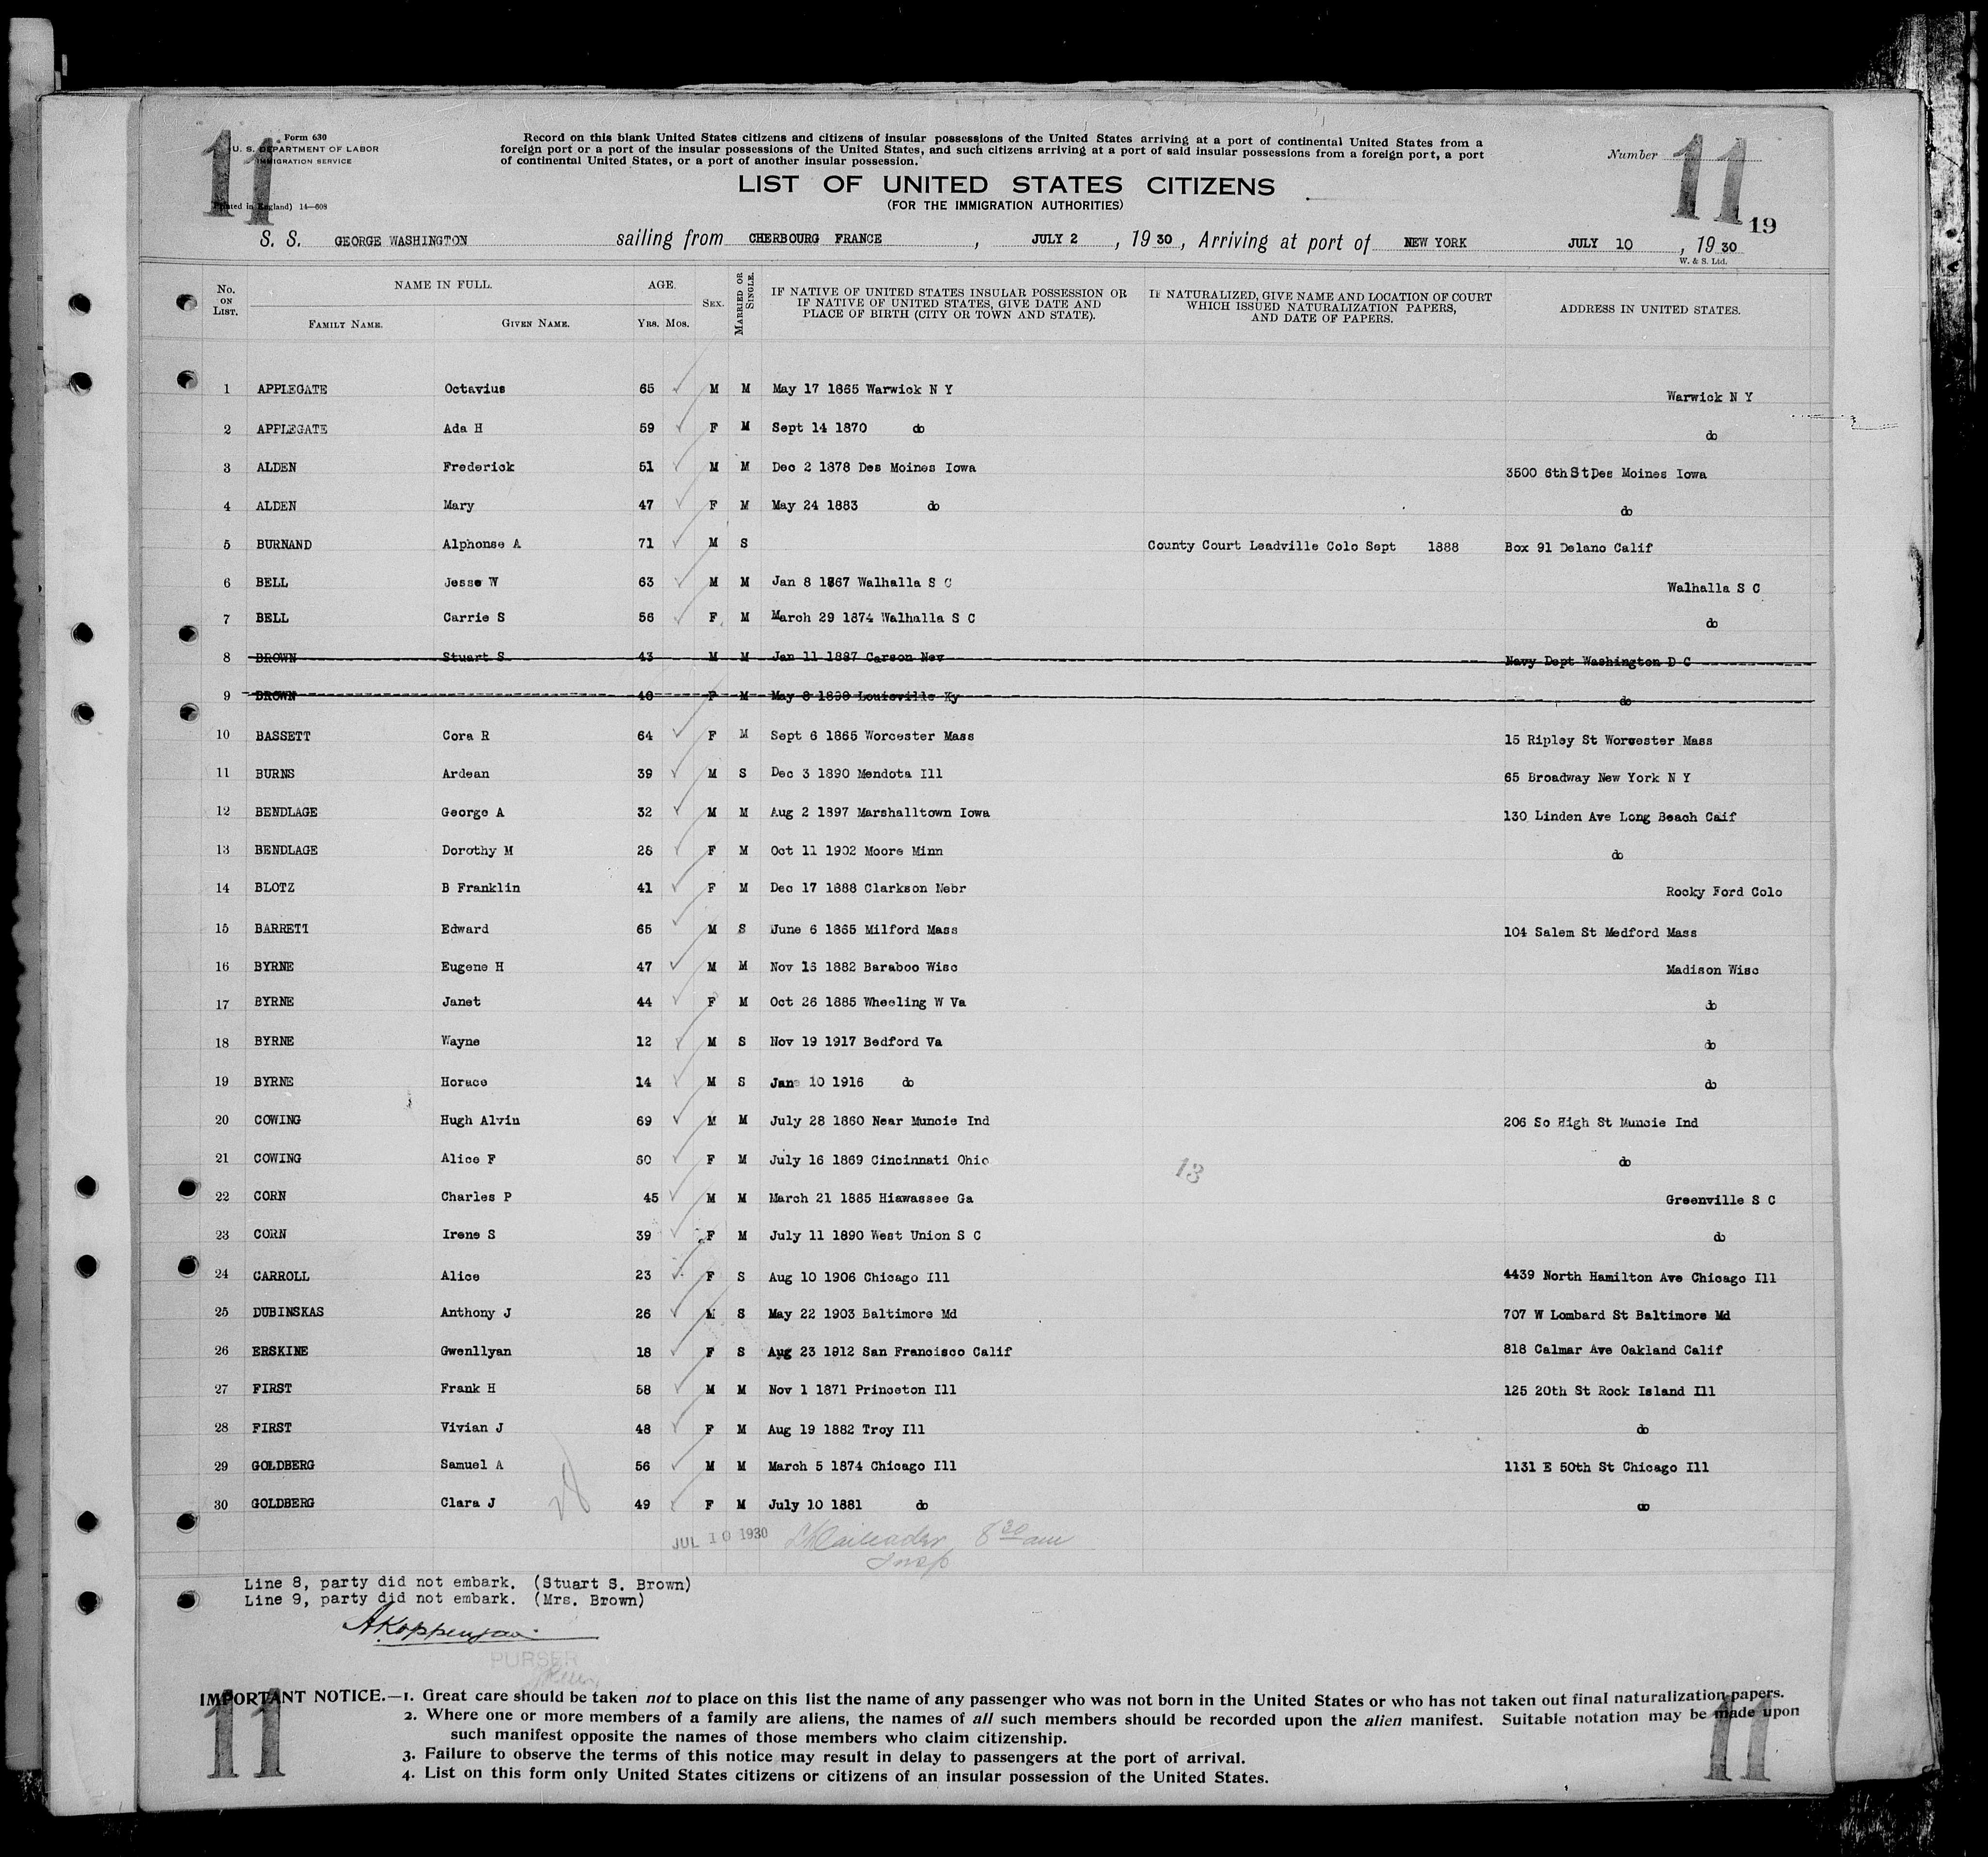 11 11
Form 630
U. S. DEPARTMENT OF LABOR
IMMIGRATION SERVICE
Printed in England) 14—608
Record on this blank United States citizens and citizens of insular possessions of the United States arriving at a port of continental United States from a
foreign port or a port of the insular possessions of the United States, and such citizens arriving at a port of said insular possessions from a foreign port, a port
of continental United States, or a port of another insular possession.
Number
LIST OF UNITED STATES CITIZENS
(FOR THE IMMIGRATION AUTHORITIES)
19
S. S. GEORGE WASHINGTON sailing from CHERBOURG FRANCE, JULY 2, 1930, Arriving at port of NEW YORK JULY 10, 1930
W. & S. Ltd.
No. ON LIST. NAME IN FULL. FAMILY NAME. GIVEN NAME. AGE. YRS. MOS. SEX. MARRIED OR SINGLE. IF NATIVE OF UNITED STATES INSULAR POSSESSION OR IF NATIVE OF UNITED STATES, GIVE DATE AND PLACE OF BIRTH (CITY OR TOWN AND STATE). IF NATURALIZED, GIVE NAME AND LOCATION OF COURT WHICH ISSUED NATURALIZATION PAPERS, AND DATE OF PAPERS. ADDRESS IN UNITED STATES.
1 APPLEGATE Octavius 65 M M May 17 1865 Warwick N Y Warwick N Y
2 APPLEGATE Ada H 59 F M Sept 14 1870 do do
3 ALDEN Frederick 51 M M Dec 2 1878 Des Moines Iowa 3500 6th St Des Moines Iowa
4 ALDEN Mary 47 F M May 24 1883 do do
5 BURNAND Alphonse A 71 M S County Court Leadville Colo Sept 1888 Box 91 Delano Calif
6 BELL Jesse W 63 M M Jan 8 1867 Walhalla S C Walhalla S C
7 BELL Carrie S 56 F M March 29 1874 Walhalla S C do
8 BROWN Stuart S 43 M M Jan 11 1887 Carson Nev Navy Dept Washington D C
9 BROWN 40 F M May 8 Louisville Ky do
10 BASSETT Cora R 64 F M Sept 6 1865 Worcester Mass 15 Ripley St Worcester Mass
11 BURNS Ardean 39 M S Dec 3 1890 Mendota Ill 65 Broadway New York N Y
12 BENDLAGE George A 32 M M Aug 2 1897 Marshalltown Iowa 130 Linden Ave Long Beach Caif
13 BENDLAGE Dorothy M 28 F M Oct 11 1902 Moore Minn do
14 BLOTZ B Franklin 41 F M Dec 17 1888 Clarkson Nebr Rocky Ford Colo
15 BARRETT Edward 65 M S June 6 1865 Milford Mass 104 Salem St Medford Mass
16 BYRNE Eugene H 47 M M Nov 1882 Baraboo Wisc Madison Wisc
17 BYRNE Janet 44 F M Oct 26 1885 Wheeling W Va do
18 BYRNE Wayne 12 M S Nov 19 1917 Bedford Va do
19 BYRNE Horace 14 M S Jan 10 1916 do do
20 COWING Hugh Alvin 69 M M July 28 1860 Near Muncie Ind 206 So High St Muncie Ind
21 COWING Alice F 60 F M July 16 1869 Cincinnati Ohio do
13
22 CORN Charles P 45 M M March 21 1885 Hiawassee Ga Greenville S C
23 CORN Irene S 39 F M July 11 1890 West Union S C do
24 CARROLL Alice 23 F S Aug 10 1906 Chicago Ill 4439 North Hamilton Ave Chicago Ill
25 DUBINSKAS Anthony J 26 M S May 22 1903 Baltimore Md 707 W Lombard St Baltimore Md
26 ERSKINE Gwenllyan 18 F S Aug 23 1912 San Francisco Calif 818 Calmar Ave Oakland Calif
27 FIRST Frank H 58 M M Nov 1 1871 Princeton Ill 125 20th St Rock Island Ill
28 FIRST Vivian J 48 F M Aug 19 1882 Troy Ill do
29 GOLDBERG Samuel A 56 M M March 5 1874 Chicago Ill 1131 E 50th St Chicago Ill
30 GOLDBERG Clara J 49 F M July 10 1881 do do
28
JUL 10 1930 8 30 am
Insp
Line 8, party did not embark. (Stuart S. Brown)
Line 9, party did not embark. (Mrs. Brown)
PURSER
IMPORTANT NOTICE.—1. Great care should be taken not to place on this list the name of any passenger who was not born in the United States or who has not taken out final naturalization papers.
2. Where one or more members of a family are aliens, the names of all such members should be recorded upon the alien manifest. Suitable notation may be made upon
such manifest opposite the names of those members who claim citizenship.
3. Failure to observe the terms of this notice may result in delay to passengers at the port of arrival.
4. List on this form only United States citizens or citizens of an insular possession of the United States.
11 11